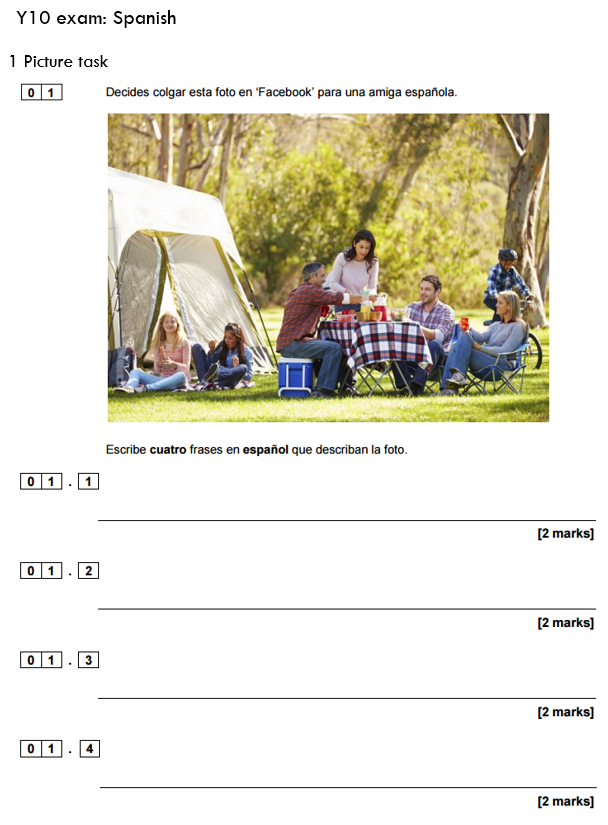 Y10 exam: Spanish
1 Picture task
0 1 Decides colgar esta foto en ‘Facebook’ para una amiga española.
Escribe cuatro frases en español que describan la foto.
0 1 . 1
[2 marks]
0 1 . 2
[2 marks]
0 1 . 3
[2 marks]
0 1 . 4
[2 marks]